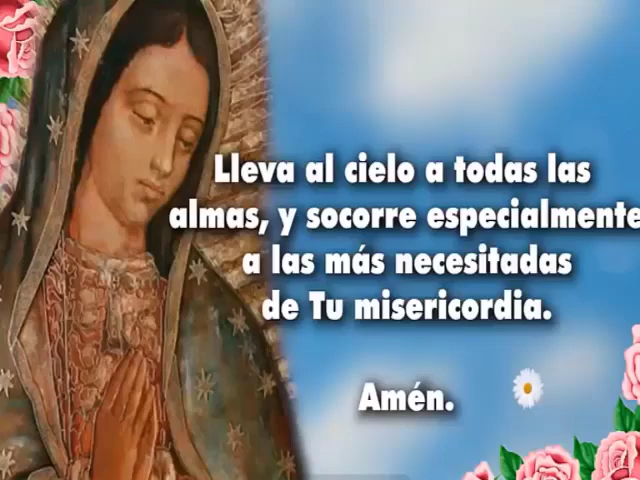 Lleva al cielo a todas las
almas, y socorre especialmente
a las más necesitadas
de Tu misericordia.
Amén.